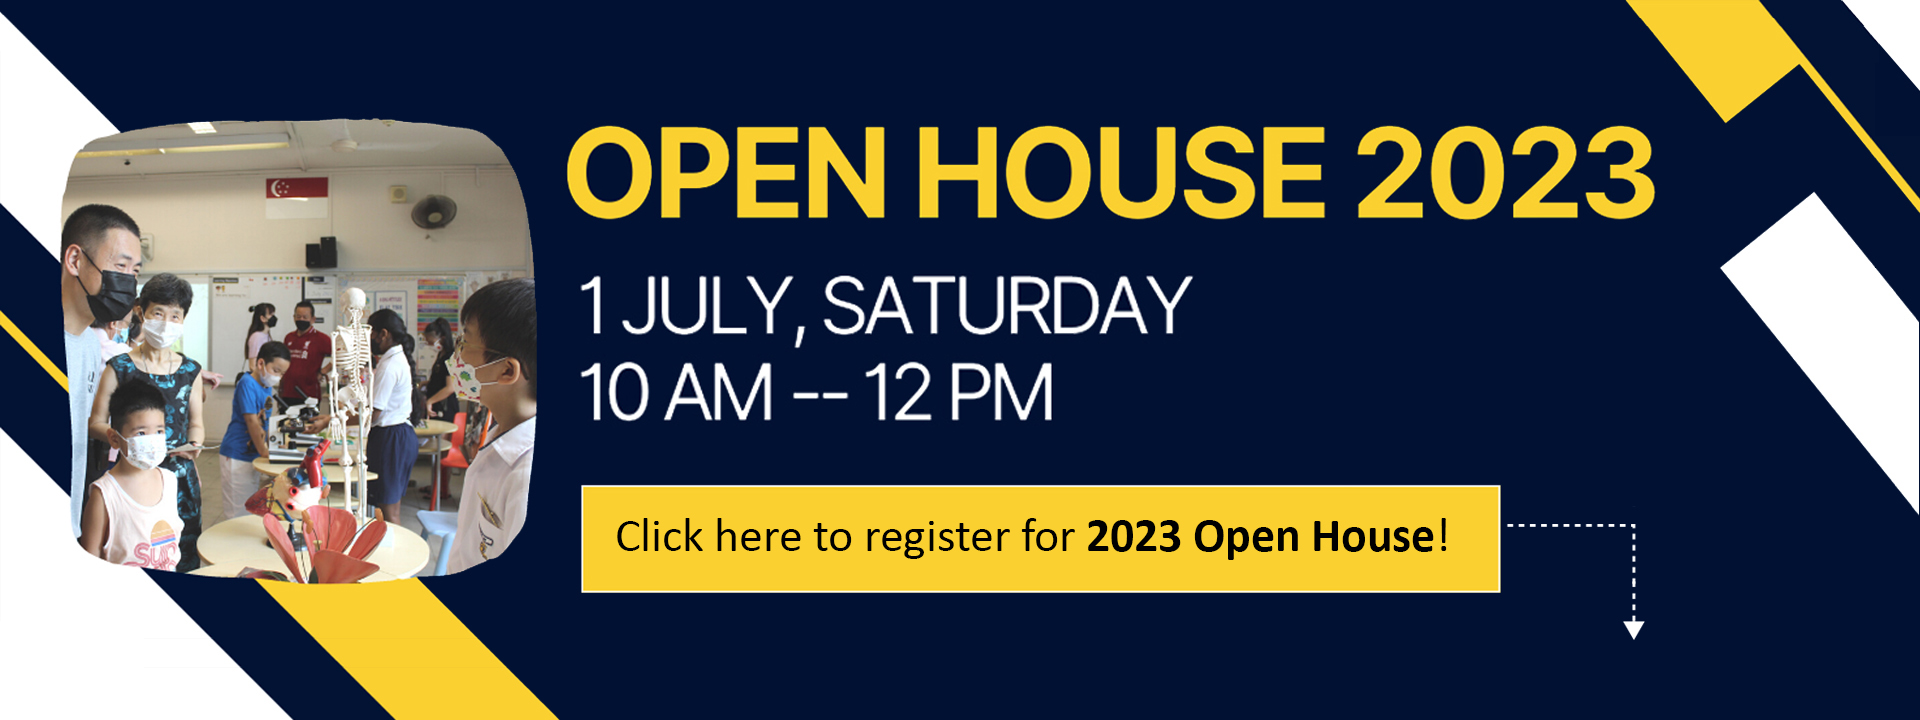 OPEN HOUSE 2023
1 JULY, SATURDAY
10 AM -- 12 PM
Click here to register for 2023 Open House!